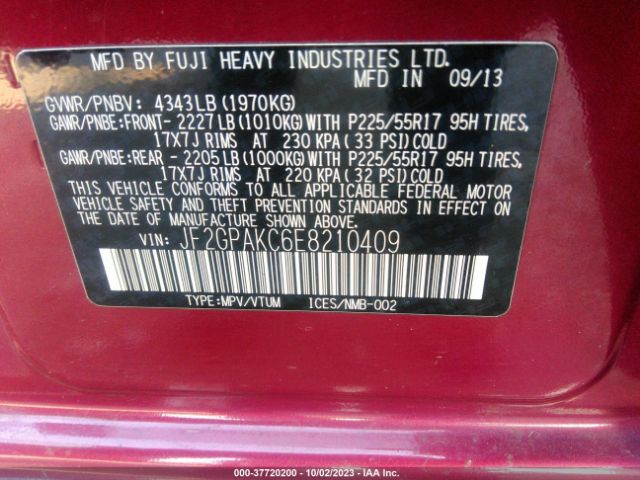 MFD BY FUJI HEAVY INDUSTRIES LTD.
MFD IN 09/13
GVWR/PNBV: 4343LB (1970KG)
GAWR/PNBE:FRONT- 2227LB (1010KG) WITH P225/55R17 95H TIRES,
17X7J RIMS AT 230 KPA ( 33 PSI) COLD
GAWR/PNBE:REAR - 2205LB (1000KG) WITH P225/55R17 95H TIRES,
17X7J RIMS AT 220 KPA ( 32 PSI) COLD
THIS VEHICLE CONFORMS TO ALL APPLICABLE FEDERAL MOTOR
VEHICLE SAFETY AND THEFT PREVENTION STANDARDS IN EFFECT
ON THE DATE OF MANUFACTURE SHOWN ABOVE.
VIN: JF2GPAKC6E8210409
TYPE:MPV/VTUM ICES/NMB-002
000-37720200 - 10/02/2023 - IAA Inc.